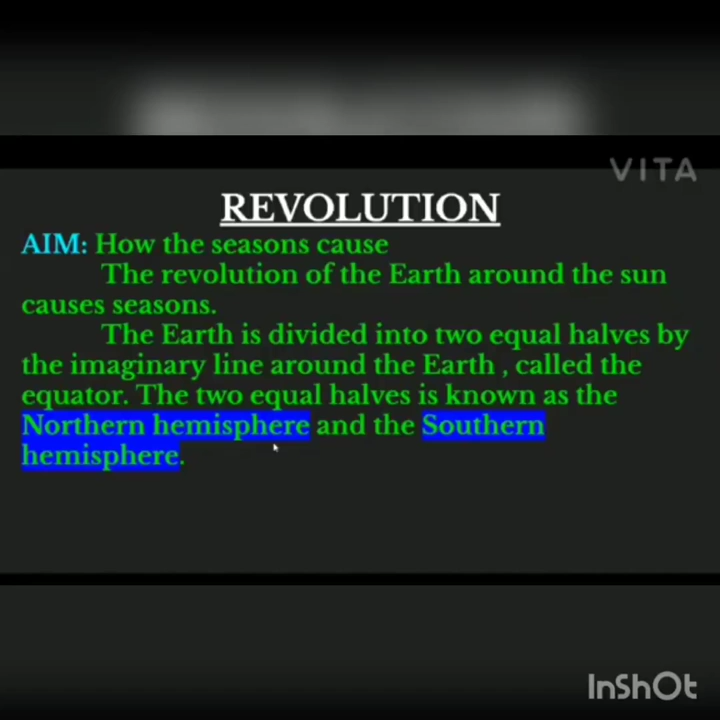 VITA
REVOLUTION
AIM: How the seasons cause
The revolution of the Earth around the sun
causes seasons.
The Earth is divided into two equal halves by
the imaginary line around the Earth , called the
equator. The two equal halves is known as the
Northern hemisphere and the Southern
hemisphere.
InShOt